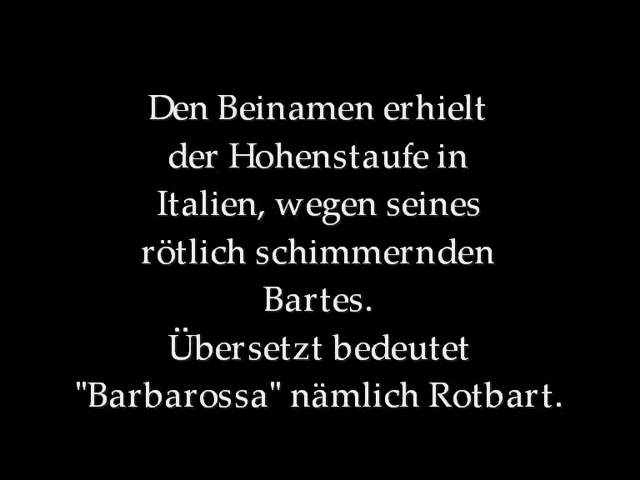 Den Beinamen erhielt
der Hohenstaufe in
Italien, wegen seines
rötlich schimmernden
Bartes.
Übersetzt bedeutet
"Barbarossa" nämlich Rotbart.